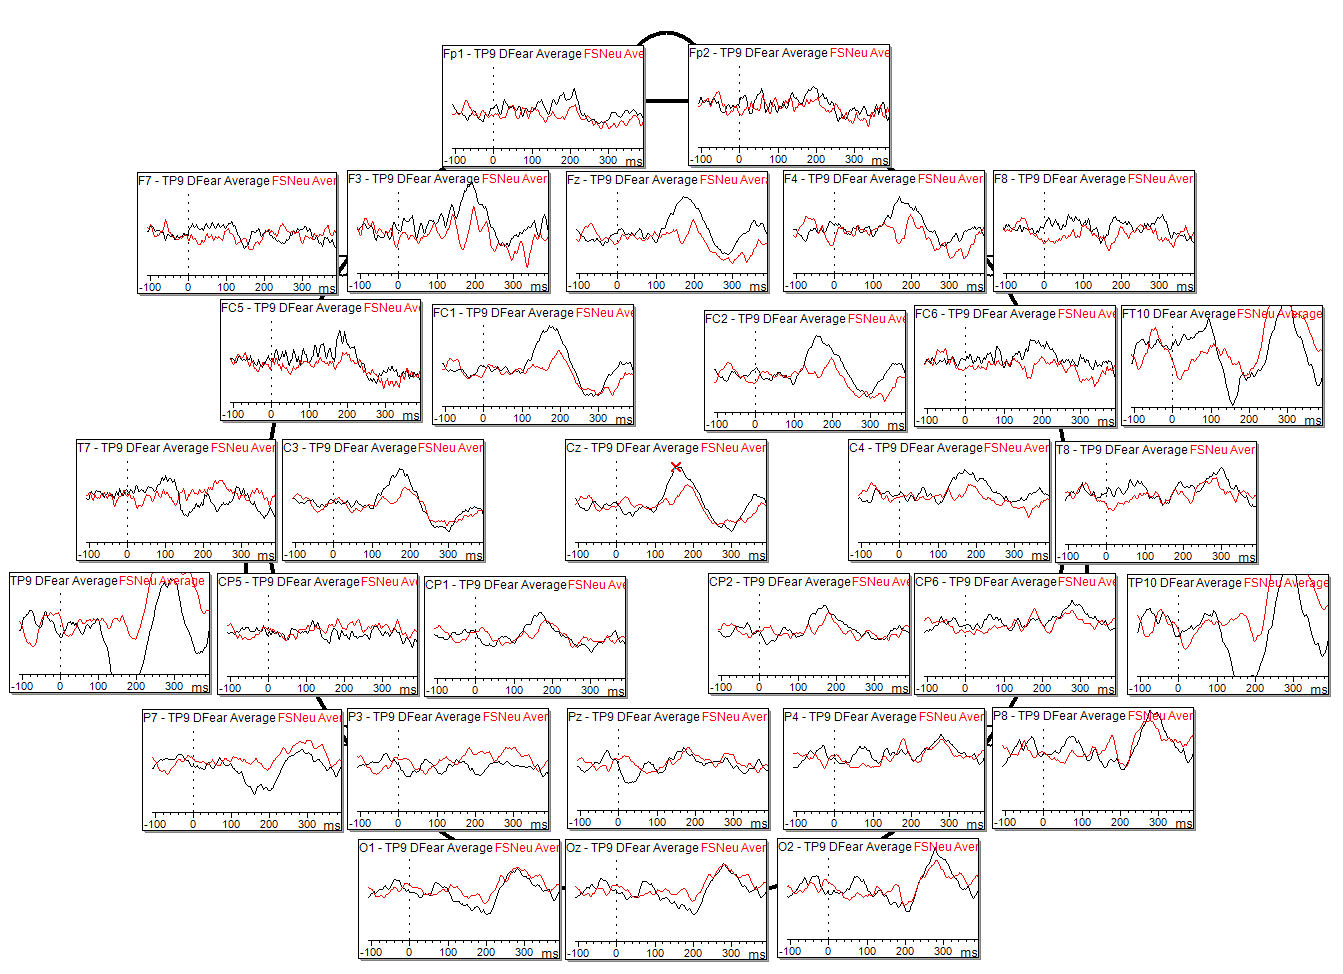 Fp1 - TP9 DFear Average FSNeu Ave
-100 0 100 200 300 ms
Fp2 - TP9 DFear Average FSNeu Ave
-100 0 100 200 300 ms
F7 - TP9 DFear Average FSNeu Aver
-100 0 100 200 300 ms
F3 - TP9 DFear Average FSNeu Aver
-100 0 100 200 300 ms
Fz - TP9 DFear Average FSNeu Avera
-100 0 100 200 300 ms
F4 - TP9 DFear Average FSNeu Aver
-100 0 100 200 300 ms
F8 - TP9 DFear Average FSNeu Aver
-100 0 100 200 300 ms
FC5 - TP9 DFear Average FSNeu Av
-100 0 100 200 300 ms
FC1 - TP9 DFear Average FSNeu Av
-100 0 100 200 300 ms
FC2 - TP9 DFear Average FSNeu Av
-100 0 100 200 300 ms
FC6 - TP9 DFear Average FSNeu Av
-100 0 100 200 300 ms
FT10 DFear Average FSNeu Average
-100 0 100 200 300 ms
T7 - TP9 DFear Average FSNeu Aver
-100 0 100 200 300 ms
C3 - TP9 DFear Average FSNeu Aver
-100 0 100 200 300 ms
Cz - TP9 DFear Average FSNeu Aver
-100 0 100 200 300 ms
C4 - TP9 DFear Average FSNeu Aver
-100 0 100 200 300 ms
T8 - TP9 DFear Average FSNeu Aver
-100 0 100 200 300 ms
TP9 DFear Average FSNeu Average
-100 0 100 200 300 ms
CP5 - TP9 DFear Average FSNeu Av
-100 0 100 200 300 ms
CP1 - TP9 DFear Average FSNeu Av
-100 0 100 200 300 ms
CP2 - TP9 DFear Average FSNeu Av
-100 0 100 200 300 ms
CP6 - TP9 DFear Average FSNeu Av
-100 0 100 200 300 ms
TP10 DFear Average FSNeu Average
-100 0 100 200 300 ms
P7 - TP9 DFear Average FSNeu Aver
-100 0 100 200 300 ms
P3 - TP9 DFear Average FSNeu Aver
-100 0 100 200 300 ms
Pz - TP9 DFear Average FSNeu Aver
-100 0 100 200 300 ms
P4 - TP9 DFear Average FSNeu Aver
-100 0 100 200 300 ms
P8 - TP9 DFear Average FSNeu Aver
-100 0 100 200 300 ms
O1 - TP9 DFear Average FSNeu Aver
-100 0 100 200 300 ms
Oz - TP9 DFear Average FSNeu Aver
-100 0 100 200 300 ms
O2 - TP9 DFear Average FSNeu Aver
-100 0 100 200 300 ms